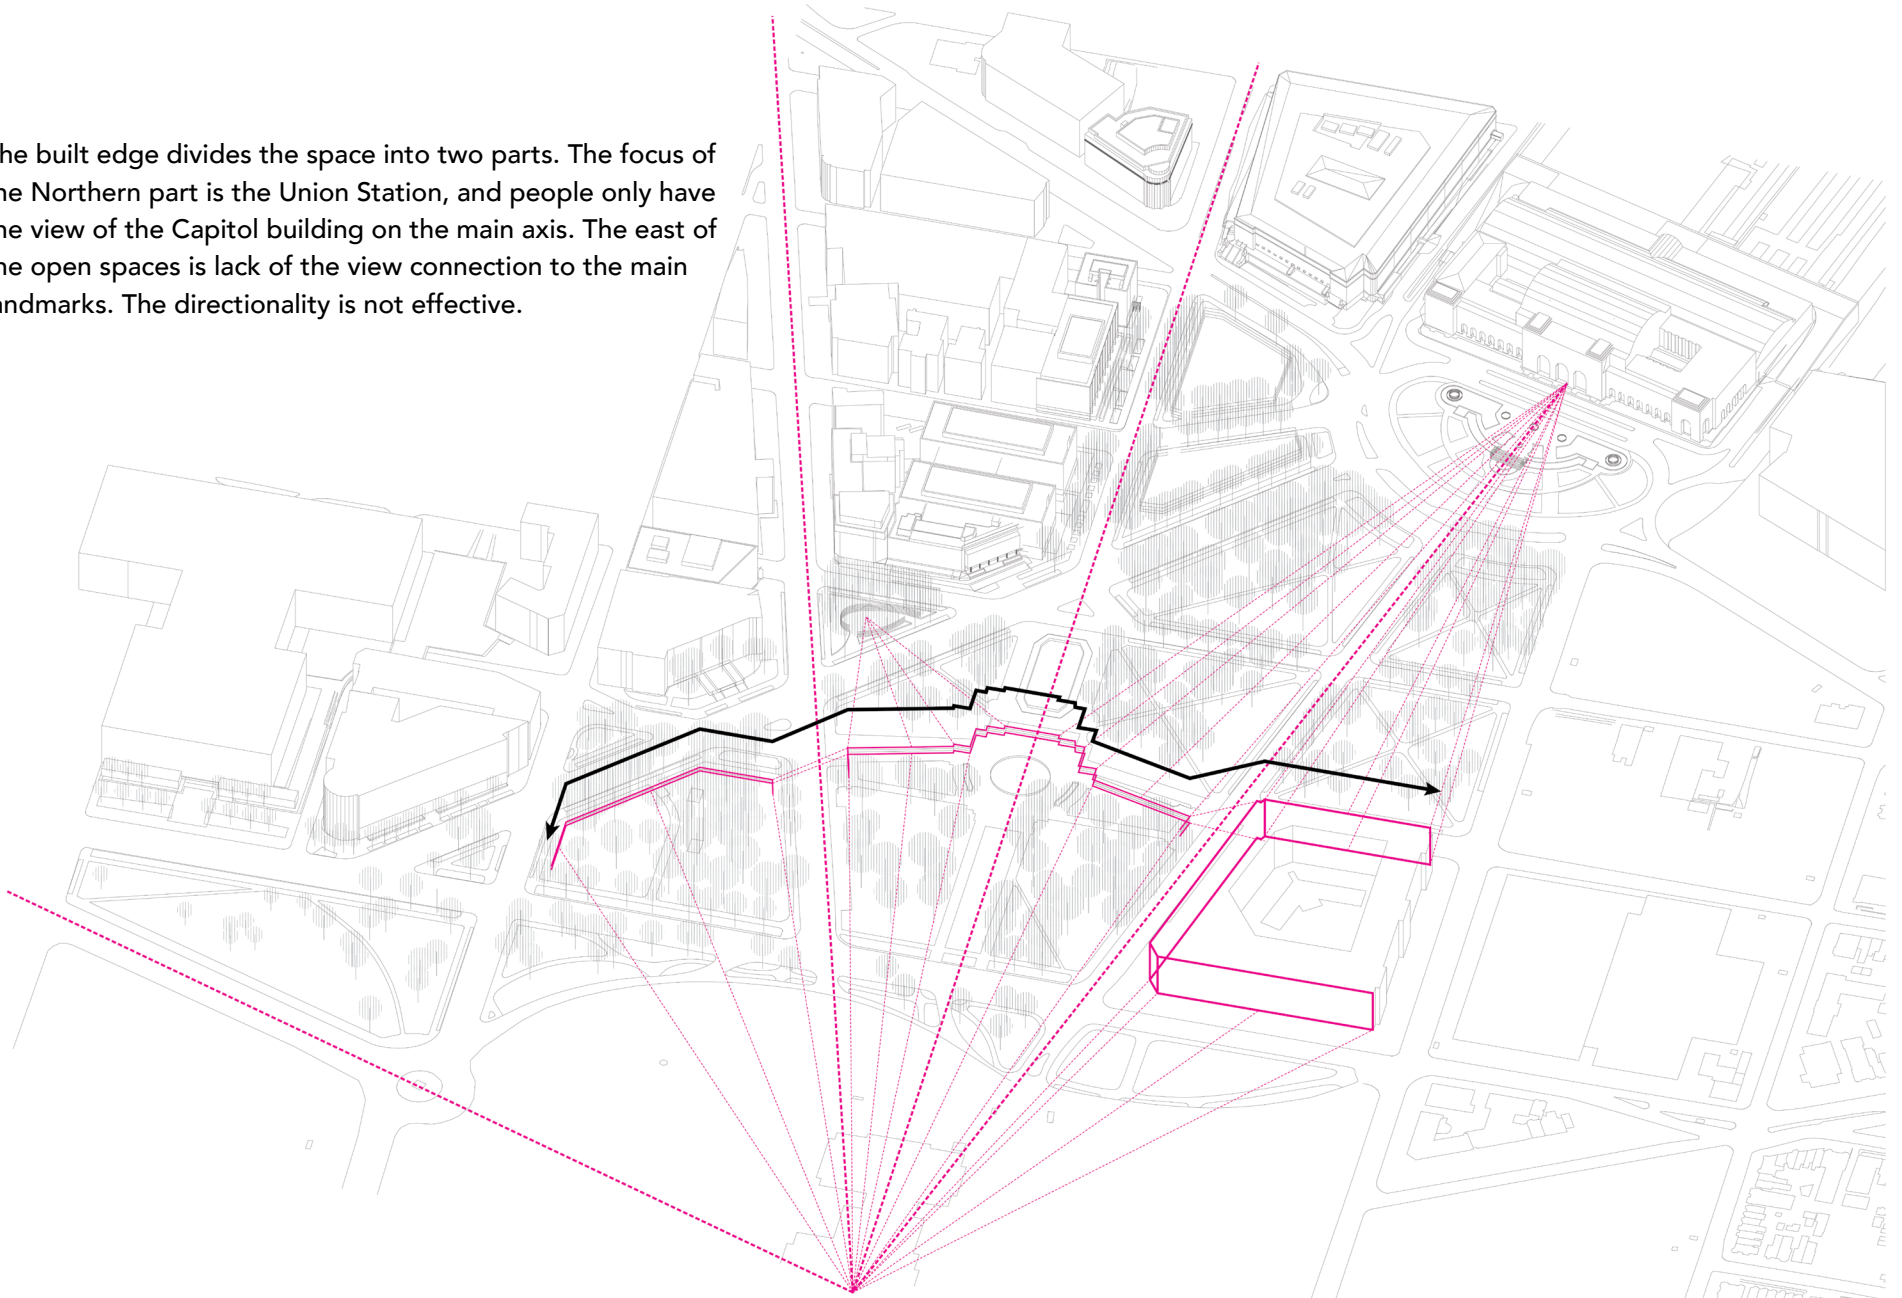 he built edge divides the space into two parts. The focus of
he Northern part is the Union Station, and people only have
he view of the Capitol building on the main axis. The east of
he open spaces is lack of the view connection to the main
andmarks. The directionality is not effective.